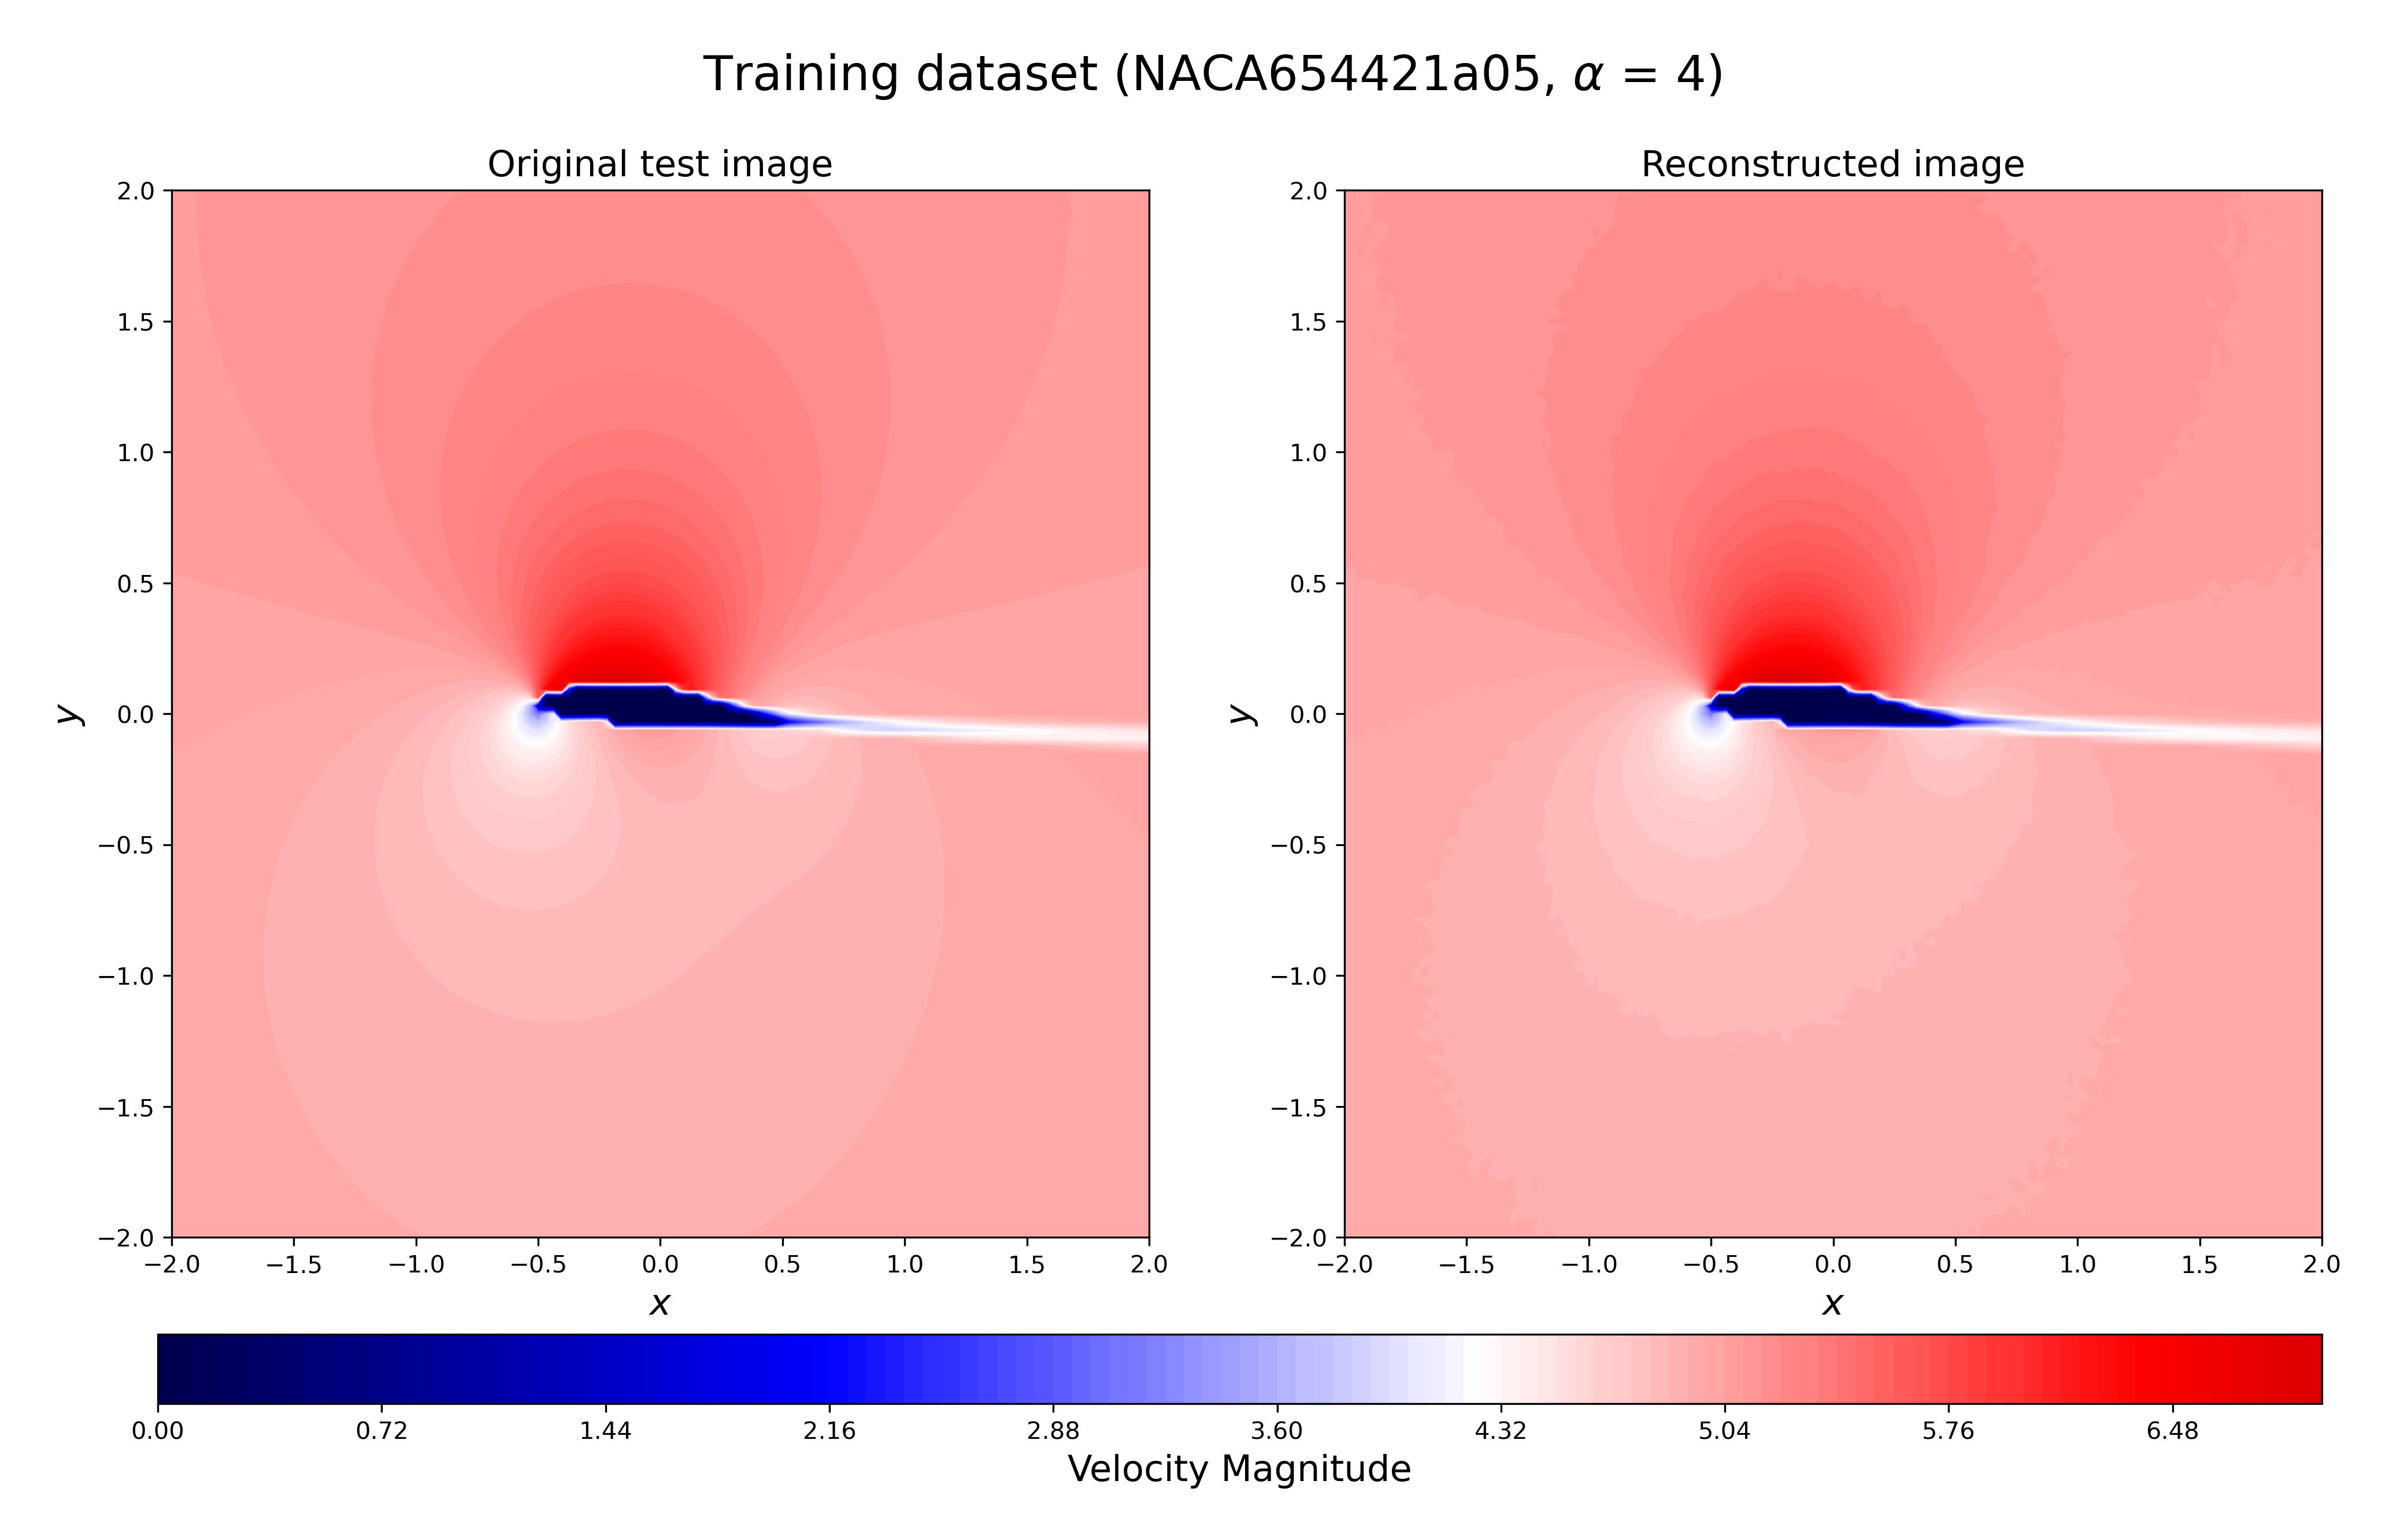 Training dataset (NACA654421a05, α = 4)
Original test image
Reconstructed image
2.0
1.5
1.0
0.5
0.0
−0.5
−1.0
−1.5
−2.0
y
−2.0 −1.5 −1.0 −0.5 0.0 0.5 1.0 1.5 2.0
x
2.0
1.5
1.0
0.5
0.0
−0.5
−1.0
−1.5
−2.0
y
−2.0 −1.5 −1.0 −0.5 0.0 0.5 1.0 1.5 2.0
x
0.00 0.72 1.44 2.16 2.88 3.60 4.32 5.04 5.76 6.48
Velocity Magnitude